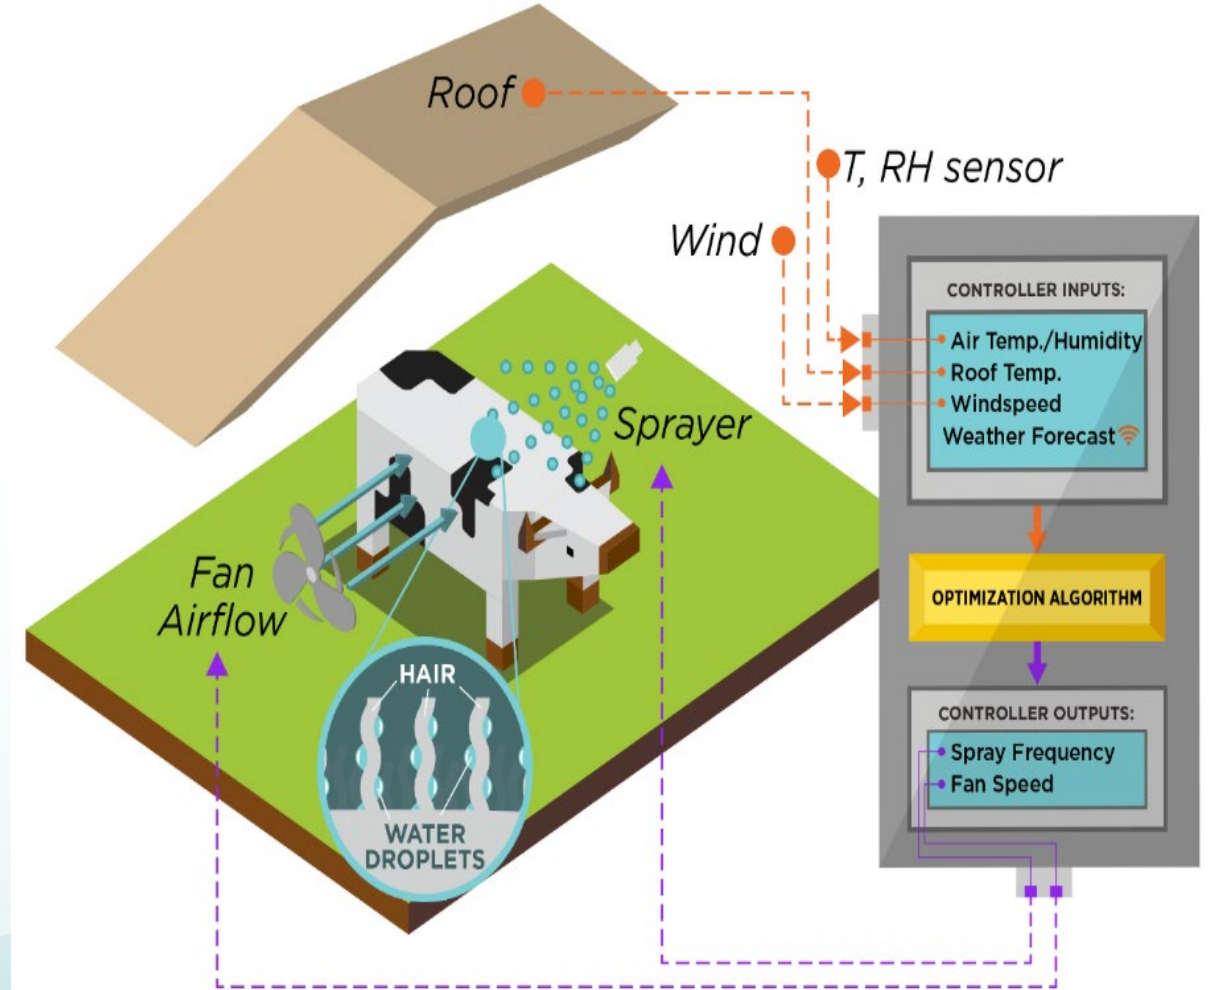 Roof
T, RH sensor
Wind
CONTROLLER INPUTS:
Air Temp./Humidity
Roof Temp.
Windspeed
Weather Forecast
Sprayer
OPTIMIZATION ALGORITHM
Fan
Airflow
HAIR
WATER
DROPLETS
CONTROLLER OUTPUTS:
Spray Frequency
Fan Speed